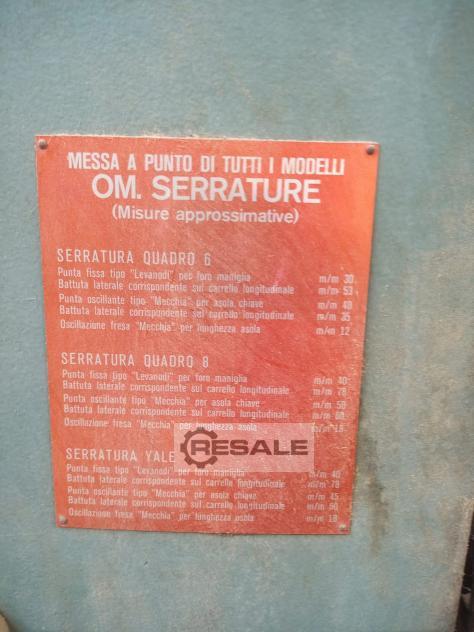 MESSA A PUNTO DI TUTTI I MODELLI
OM. SERRATURE
(Misure approssimative)
SERRATURA QUADRO 6
Punta fissa tipo "Levanodi" per foro maniglia m/m 30
Battuta laterale corrispondente sul carrello longitudinale m/m 53
Punta oscillante tipo "Mecchia" per asola chiave m/m 40
Battuta laterale corrispondente sul carrello longitudinale m/m 35
Oscillazione fresa "Mecchia" per lunghezza asola m/m 12
SERRATURA QUADRO 8
Punta fissa tipo "Levanodi" per foro maniglia m/m 40
Battuta laterale corrispondente sul carrello longitudinale m/m 78
Punta oscillante tipo "Mecchia" per asola chiave m/m 50
Battuta laterale corrispondente sul carrello longitudinale m/m 60
Oscillazione fresa "Mecchia" per lunghezza asola m/m 18
RESALE
SERRATURA YALE
Punta fissa tipo "Levanodi" per foro maniglia m/m 40
Battuta laterale corrispondente sul carrello longitudinale m/m 78
Punta oscillante tipo "Mecchia" per asola chiave m/m 45
Battuta laterale corrispondente sul carrello longitudinale m/m 60
Oscillazione fresa "Mecchia" per lunghezza asola m/m 18